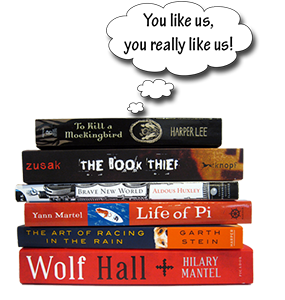 You like us,
you really like us!
To Kill a
Mockingbird
HARPER LEE
zusak THE BOOK THIEF knopf
BRAVE NEW WORLD ALDOUS HUXLEY
Yann Martel Life of Pi
THE ART OF RACING
IN THE RAIN
GARTH
STEIN
Wolf Hall
HILARY
MANTEL